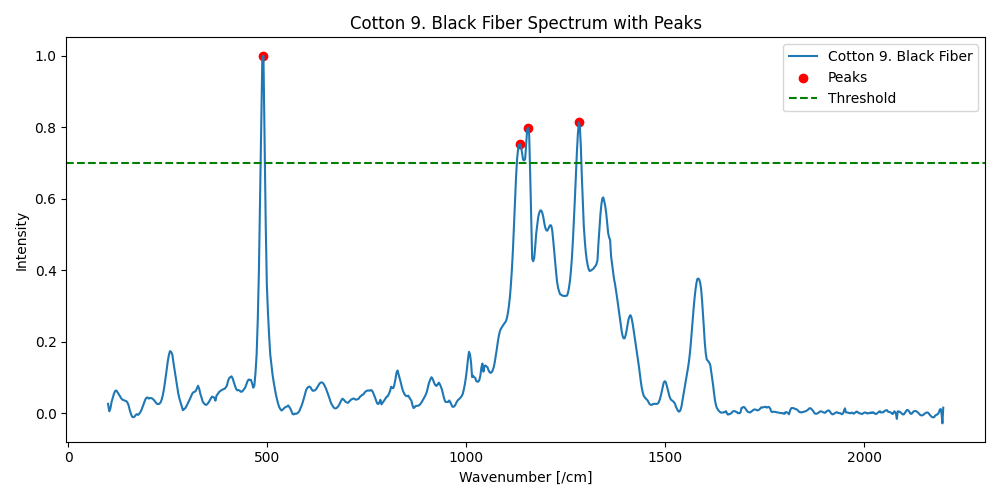 Cotton 9. Black Fiber Spectrum with Peaks
Cotton 9. Black Fiber
Peaks
Threshold
Intensity
1.0
0.8
0.6
0.4
0.2
0.0
0 500 1000 1500 2000
Wavenumber [/cm]